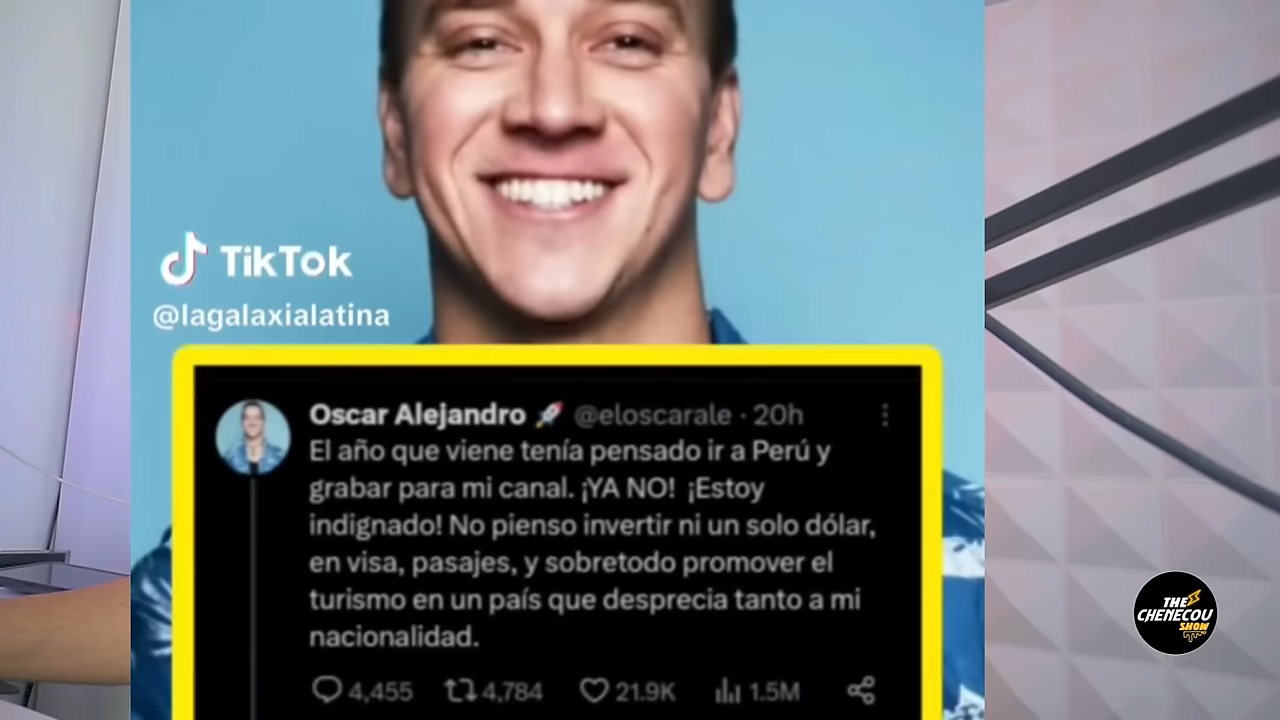 TikTok
@lagalaxialatina
Oscar Alejandro 🚀 @eloscarale · 20h
El año que viene tenía pensado ir a Perú y
grabar para mi canal. ¡YA NO! ¡Estoy
indignado! No pienso invertir ni un solo dólar,
en visa, pasajes, y sobretodo promover el
turismo en un país que desprecia tanto a mi
nacionalidad.
4,455 4,784 21.9K 1.5M
THE
CHENECOU
SHOW